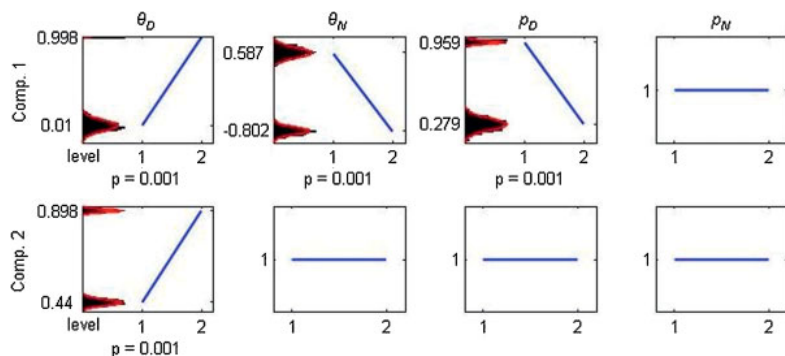 θD θN pD pN
Comp. 1
0.998
0.01
level 1 2
p = 0.001
0.587
-0.802
1 2
p = 0.001
0.959
0.279
1 2
p = 0.001
1
1 2
Comp. 2
0.898
0.44
level 1 2
p = 0.001
1
1 2
1
1 2
1
1 2